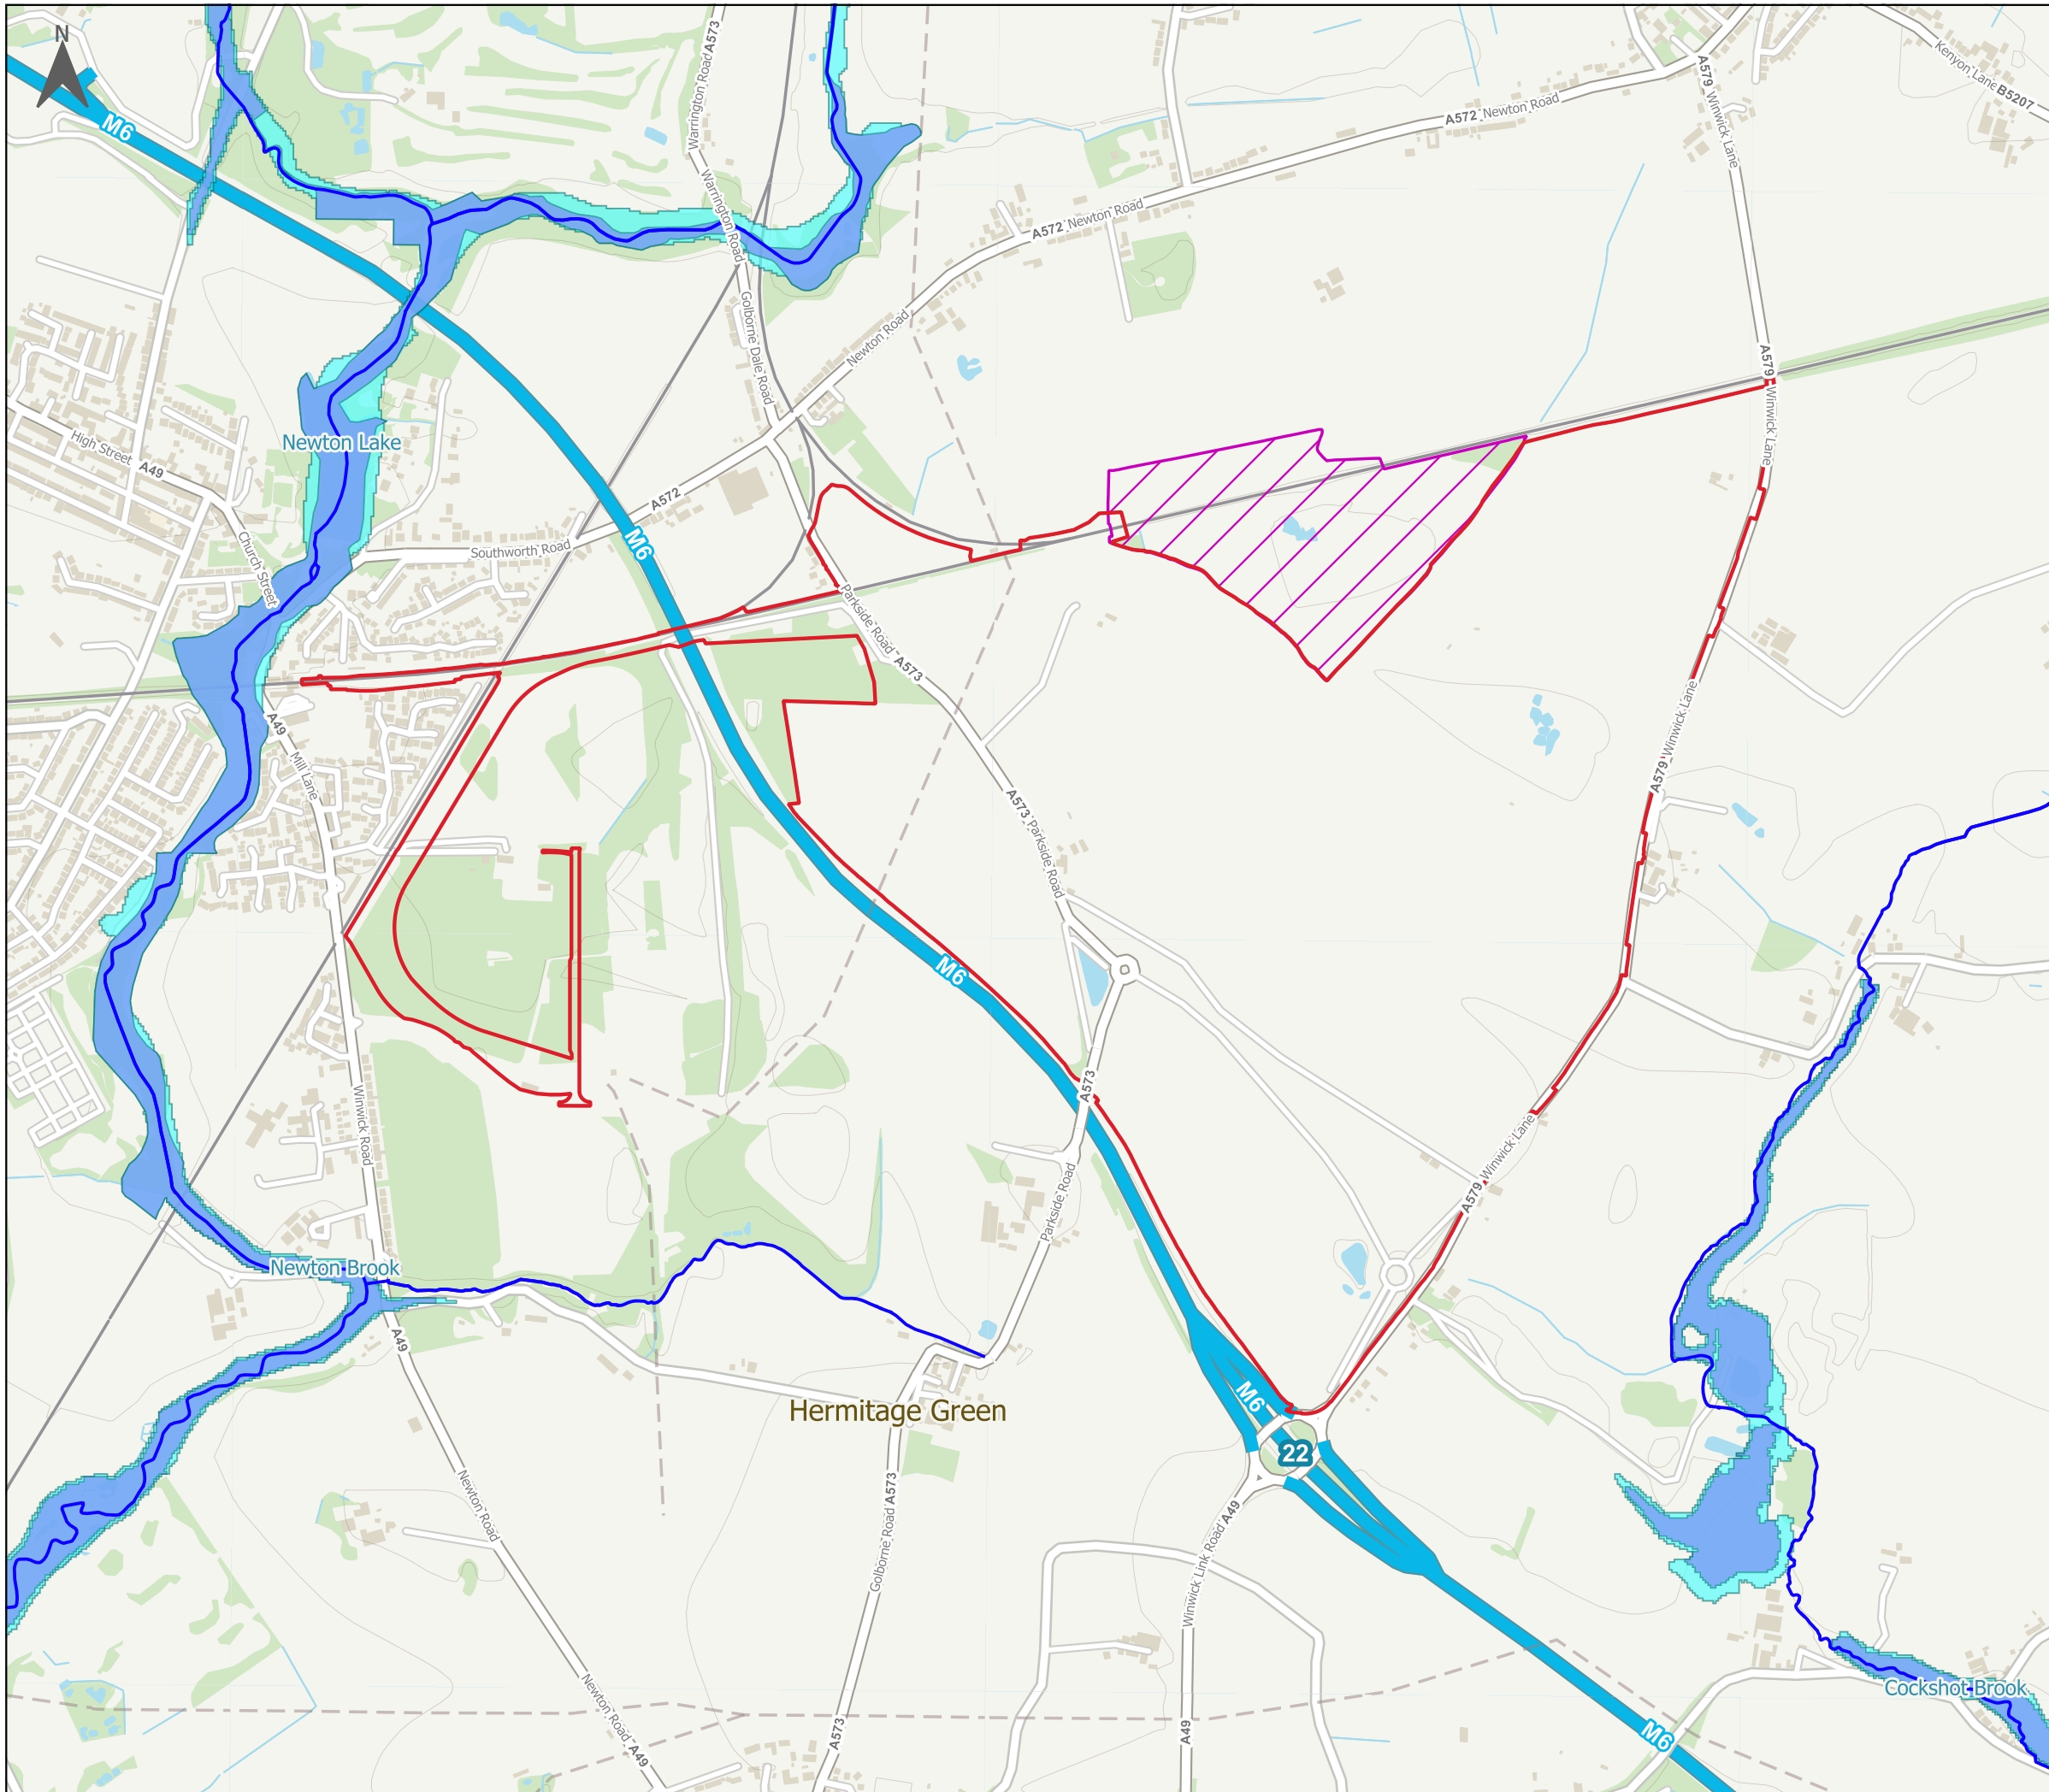 N
M6
Warrington Road A573
Warrington Road
Golborne Dale Road
Newton Road
A572 Newton Road
A572 Newton Road
A579 Winwick Lane
Kenyon Lane B5207
A579 Winwick Lane
High Street A49
Newton Lake
Church Street
Southworth Road
A572
M6
Parkside Road A573
A49 Mill Lane
A579 Winwick Lane
A573 Parkside Road
M6
A573
Winwick Road
Parkside Road
A579 Winwick Lane
Newton Brook
A49
Hermitage Green
M6
22
Newton Road
Golborne Road A573
Winwick Link Road A49
Newton Road A49
A573
A49
M6
Cockshot Brook